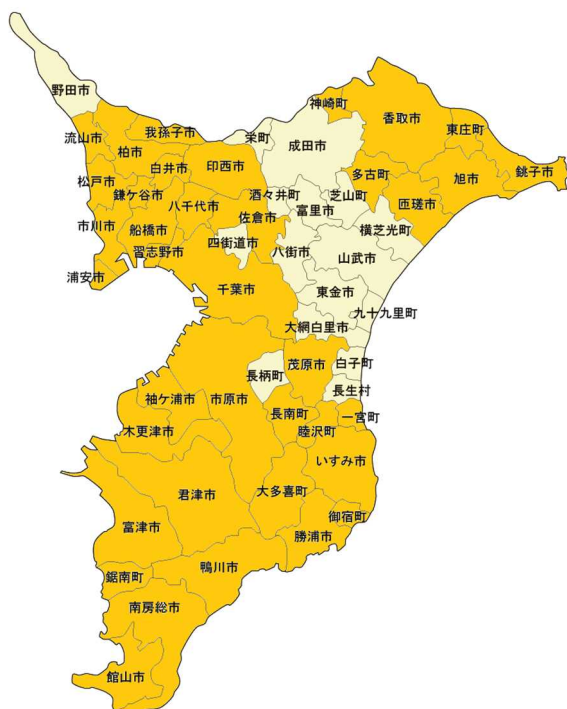 野田市
神崎町
香取市
東庄町
流山市
我孫子市
栄町
成田市
柏市
白井市
印西市
多古町
旭市
銚子市
松戸市
鎌ケ谷市
八千代市
酒々井町
芝山町
富里市
匝瑳市
市川市
船橋市
佐倉市
横芝光町
習志野市
四街道市
八街市
山武市
浦安市
千葉市
東金市
九十九里町
大網白里市
長柄町
茂原市
白子町
長生村
袖ケ浦市
市原市
長南町
一宮町
木更津市
睦沢町
いすみ市
君津市
大多喜町
富津市
御宿町
勝浦市
鋸南町
鴨川市
南房総市
館山市